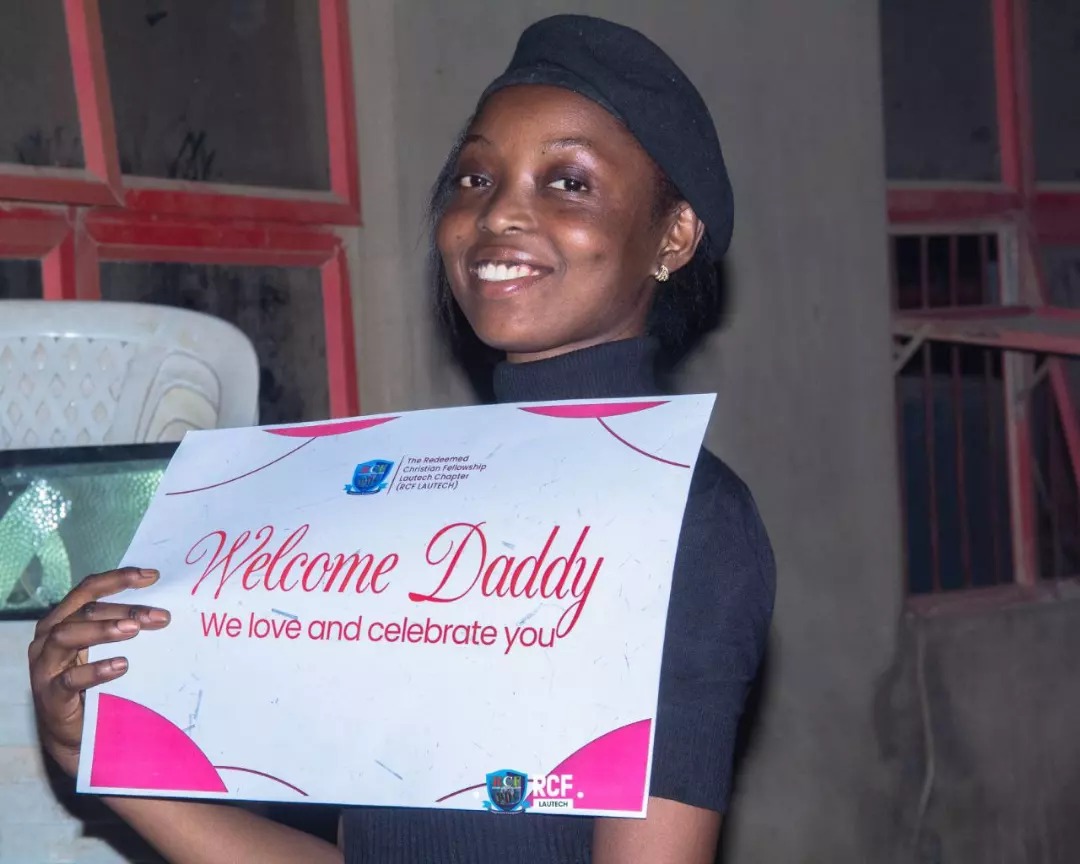 The Redeemed
Christian Fellowship
Lautech Chapter
(RCF LAUTECH)
Welcome Daddy
We love and celebrate you
RCF
LAUTECH